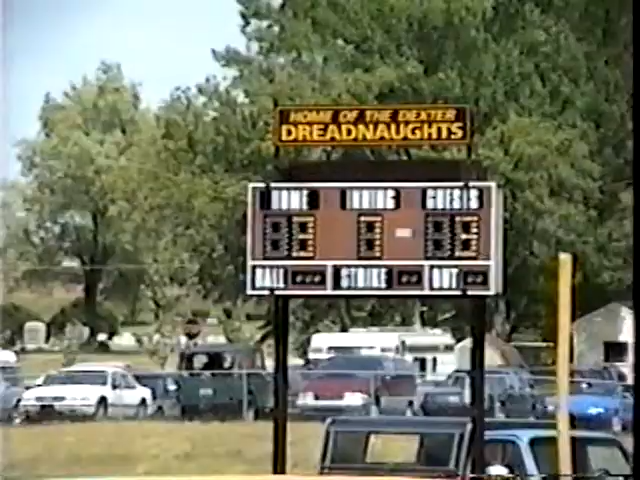 HOME OF THE DEXTER
DREADNAUGHTS
HOME INNING GUESTS
BALL STRIKE OUT